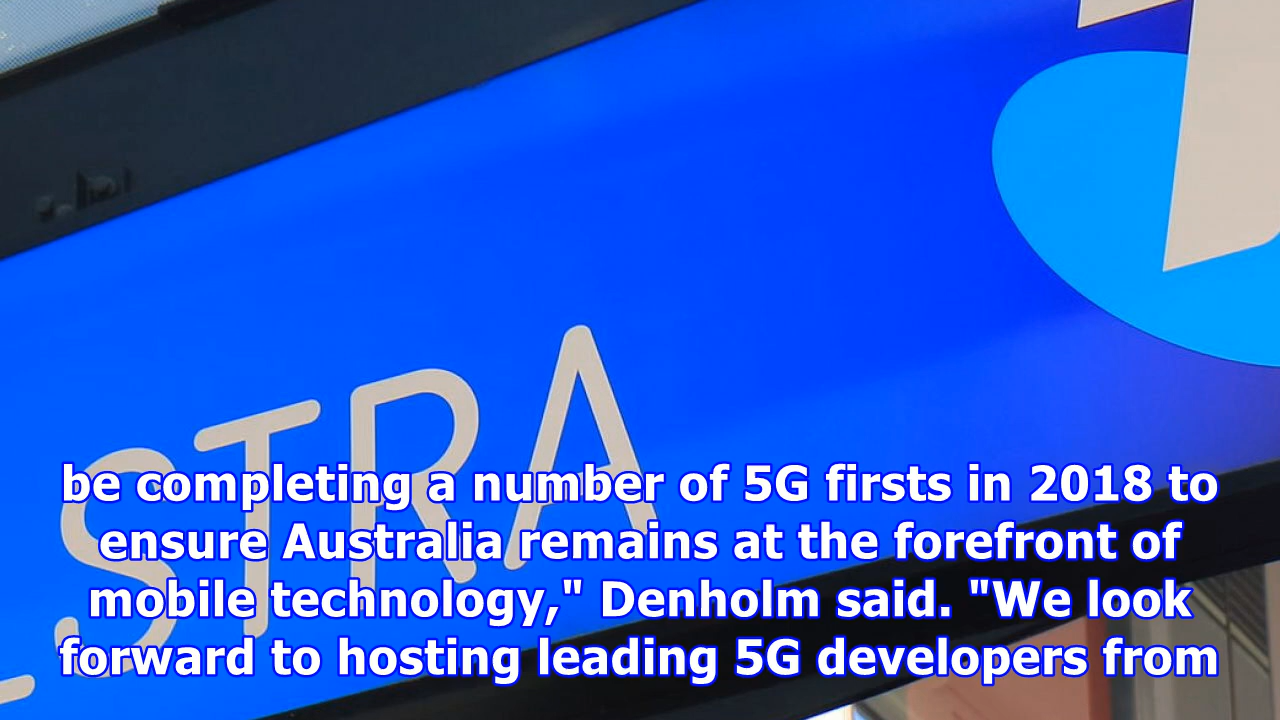 STRA
be completing a number of 5G firsts in 2018 to
ensure Australia remains at the forefront of
mobile technology," Denholm said. "We look
forward to hosting leading 5G developers from